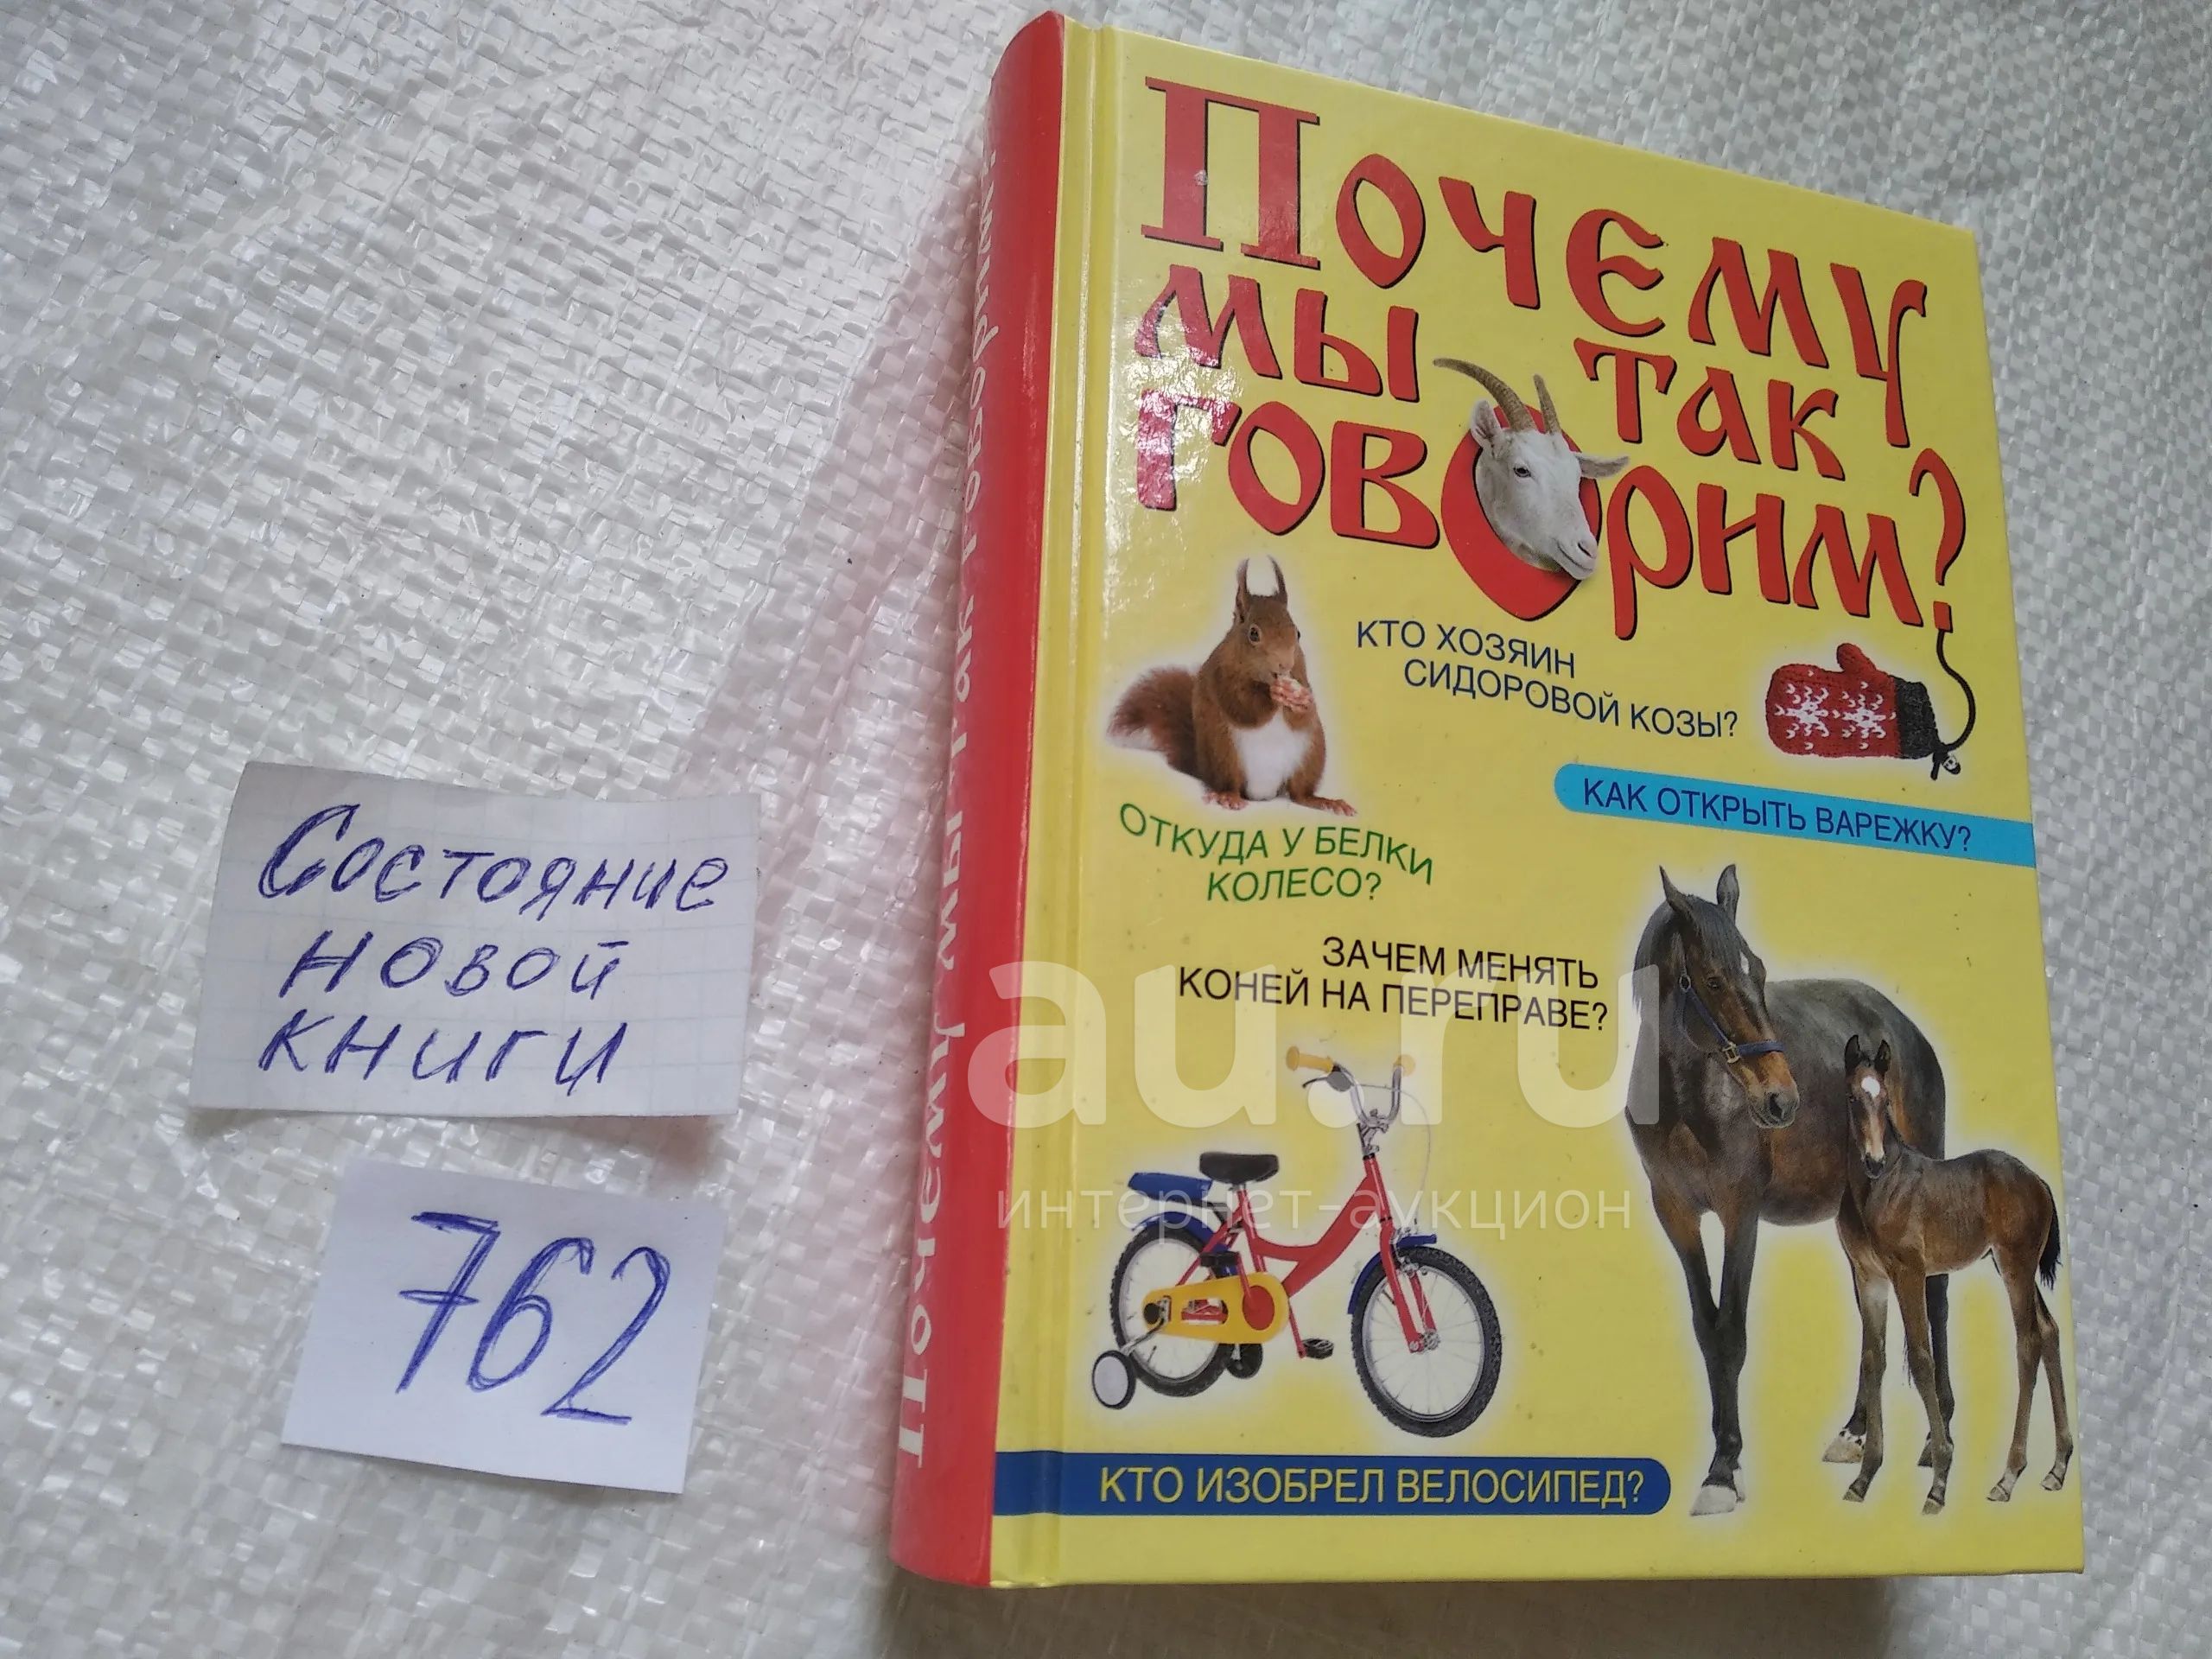 Почему мы так говорим?
Состояние
новой
книги
762
Почему
мы так
говорим?
КТО ХОЗЯИН
СИДОРОВОЙ КОЗЫ?
КАК ОТКРЫТЬ ВАРЕЖКУ?
ОТКУДА У БЕЛКИ
КОЛЕСО?
ЗАЧЕМ МЕНЯТЬ
КОНЕЙ НА ПЕРЕПРАВЕ?
КТО ИЗОБРЕЛ ВЕЛОСИПЕД?
au.ru
интернет-аукцион